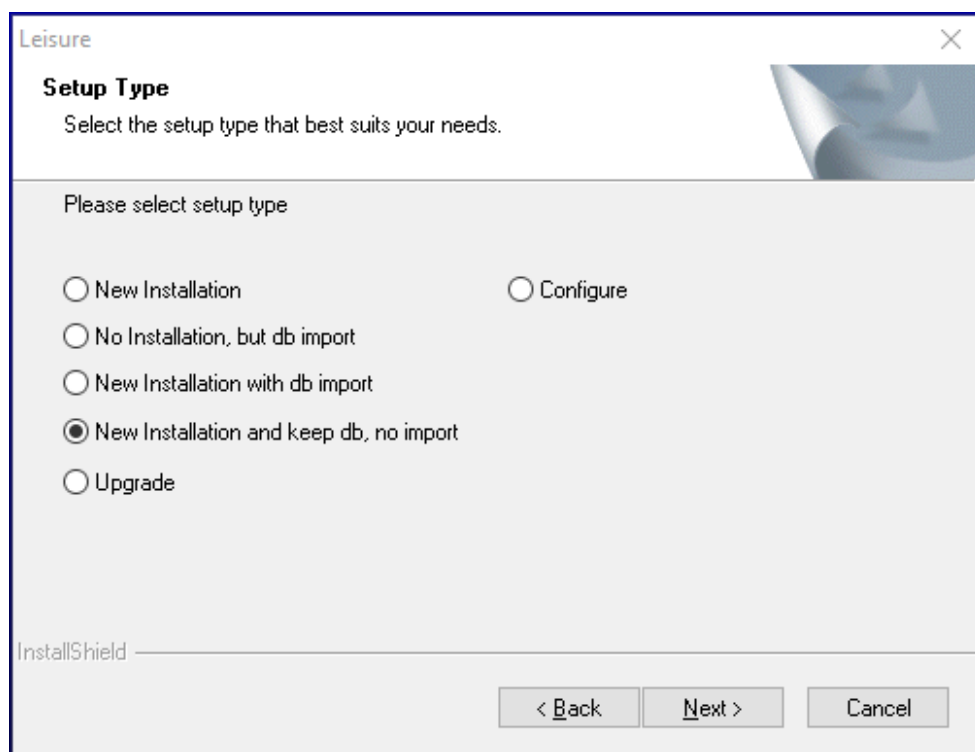 Leisure
Setup Type
Select the setup type that best suits your needs.
Please select setup type
New Installation
Configure
No Installation, but db import
New Installation with db import
New Installation and keep db, no import
Upgrade
InstallShield
< Back
Next >
Cancel